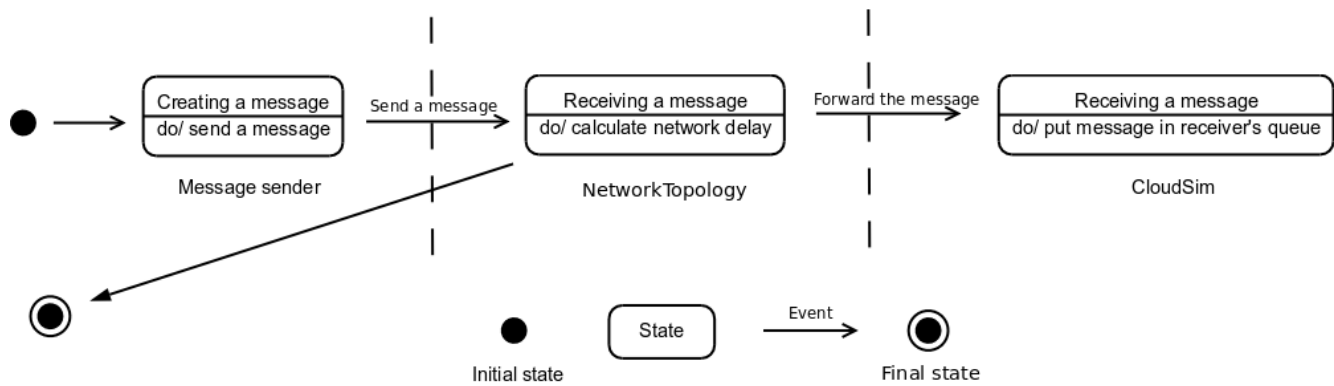 Creating a message
do/ send a message
Message sender
Send a message
Receiving a message
do/ calculate network delay
NetworkTopology
Forward the message
Receiving a message
do/ put message in receiver's queue
CloudSim
State
Event
Initial state
Final state